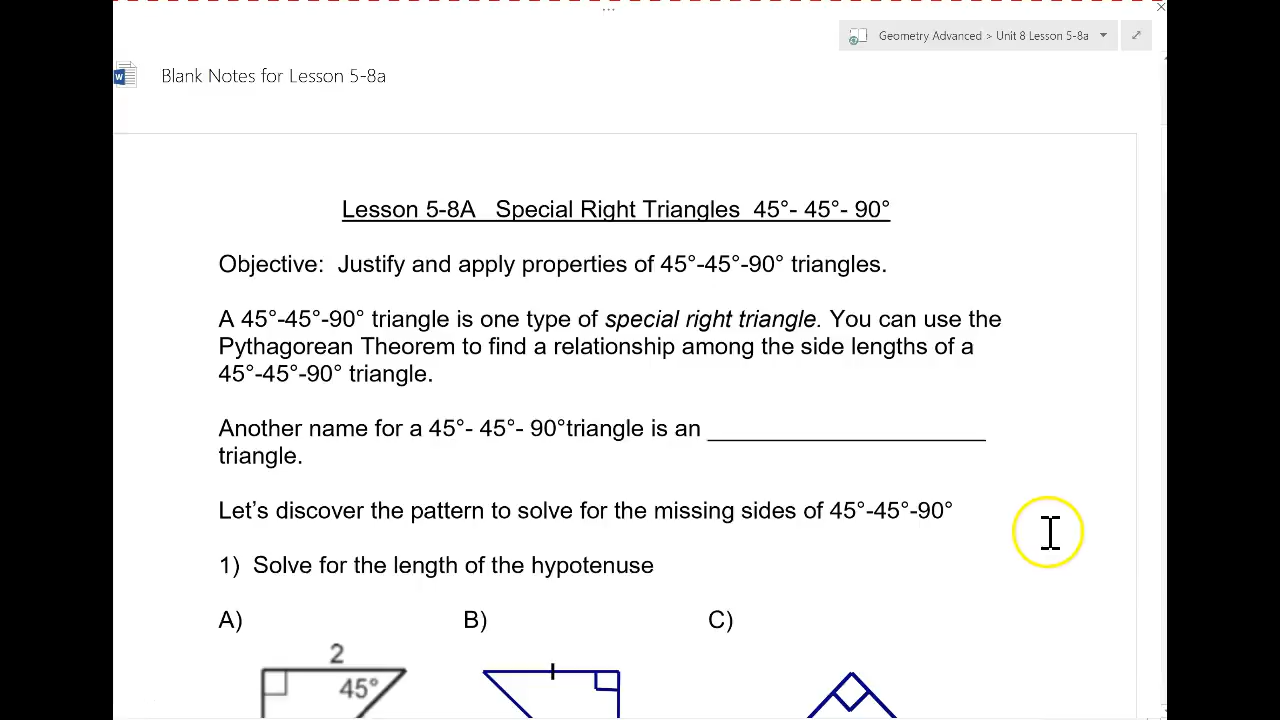 Geometry Advanced > Unit 8 Lesson 5-8a
Blank Notes for Lesson 5-8a
Lesson 5-8A Special Right Triangles 45°- 45°- 90°
Objective: Justify and apply properties of 45°-45°-90° triangles.
A 45°-45°-90° triangle is one type of special right triangle. You can use the
Pythagorean Theorem to find a relationship among the side lengths of a
45°-45°-90° triangle.
Another name for a 45°- 45°- 90°triangle is an _____________________
triangle.
Let’s discover the pattern to solve for the missing sides of 45°-45°-90°
1) Solve for the length of the hypotenuse
A) B) C)
2
45°